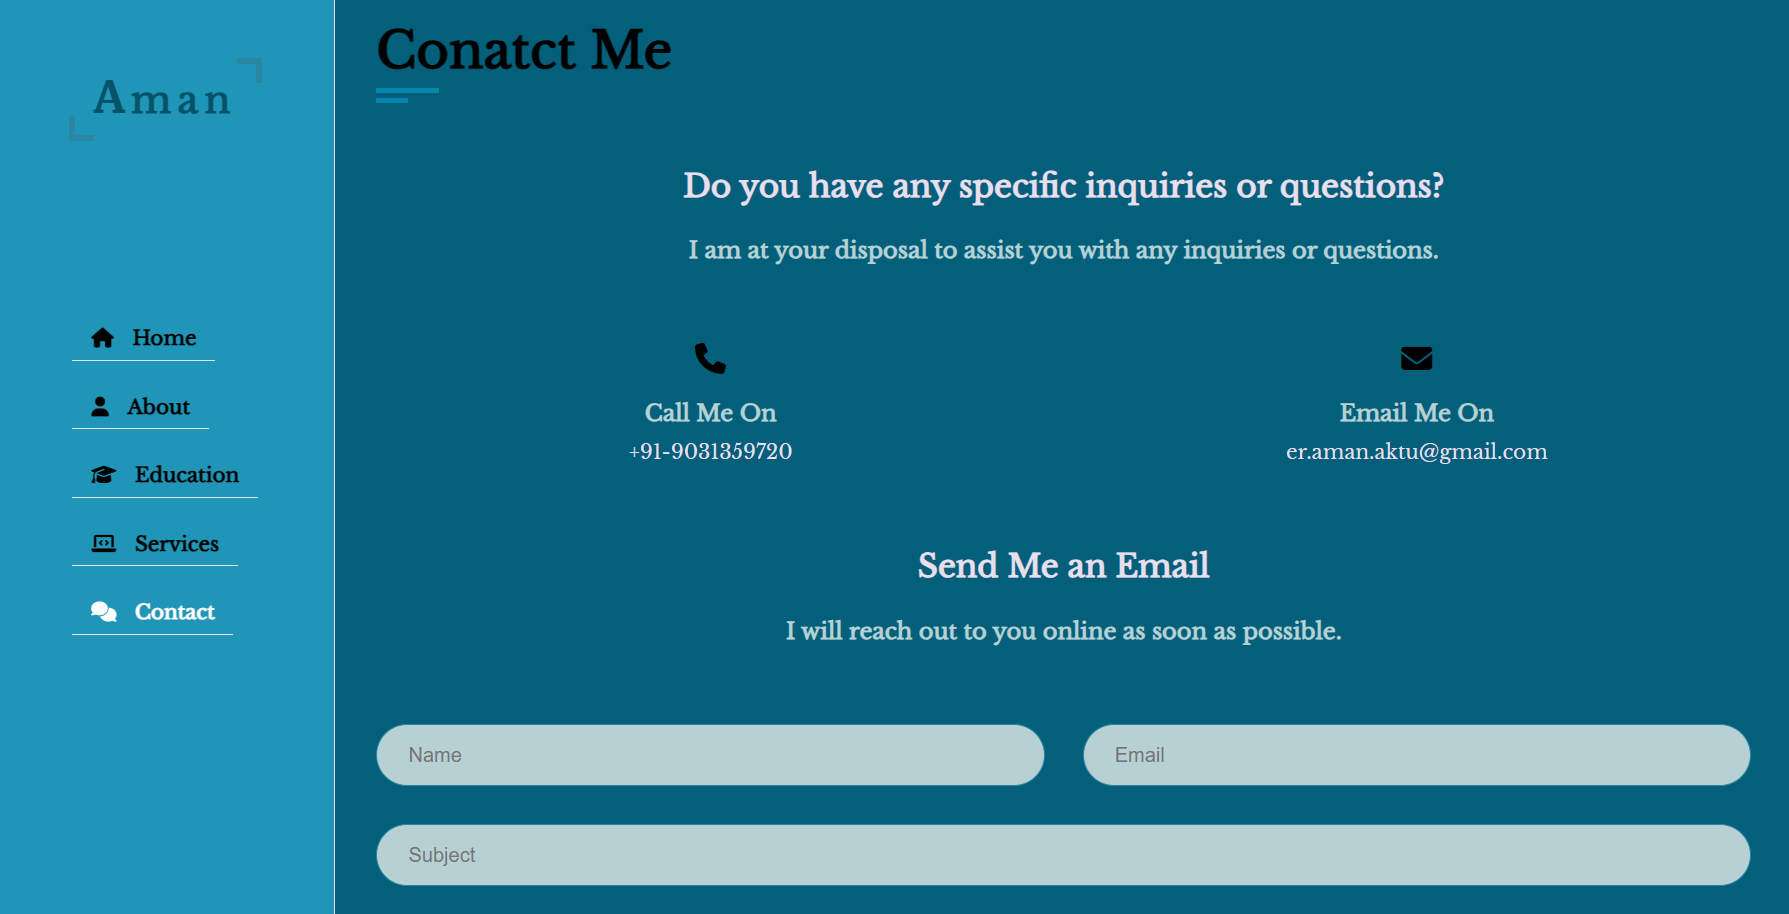 Aman
Home
About
Education
Services
Contact
Conatct Me
Do you have any specific inquiries or questions?
I am at your disposal to assist you with any inquiries or questions.
Call Me On
+91-9031359720
Email Me On
er.aman.aktu@gmail.com
Send Me an Email
I will reach out to you online as soon as possible.
Name
Email
Subject